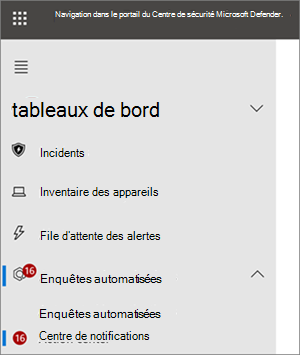 Navigation dans le portail du Centre de sécurité Microsoft Defender.
tableaux de bord
Incidents
Inventaire des appareils
File d'attente des alertes
16
Enquêtes automatisées
Enquêtes automatisées
16
Centre de notifications